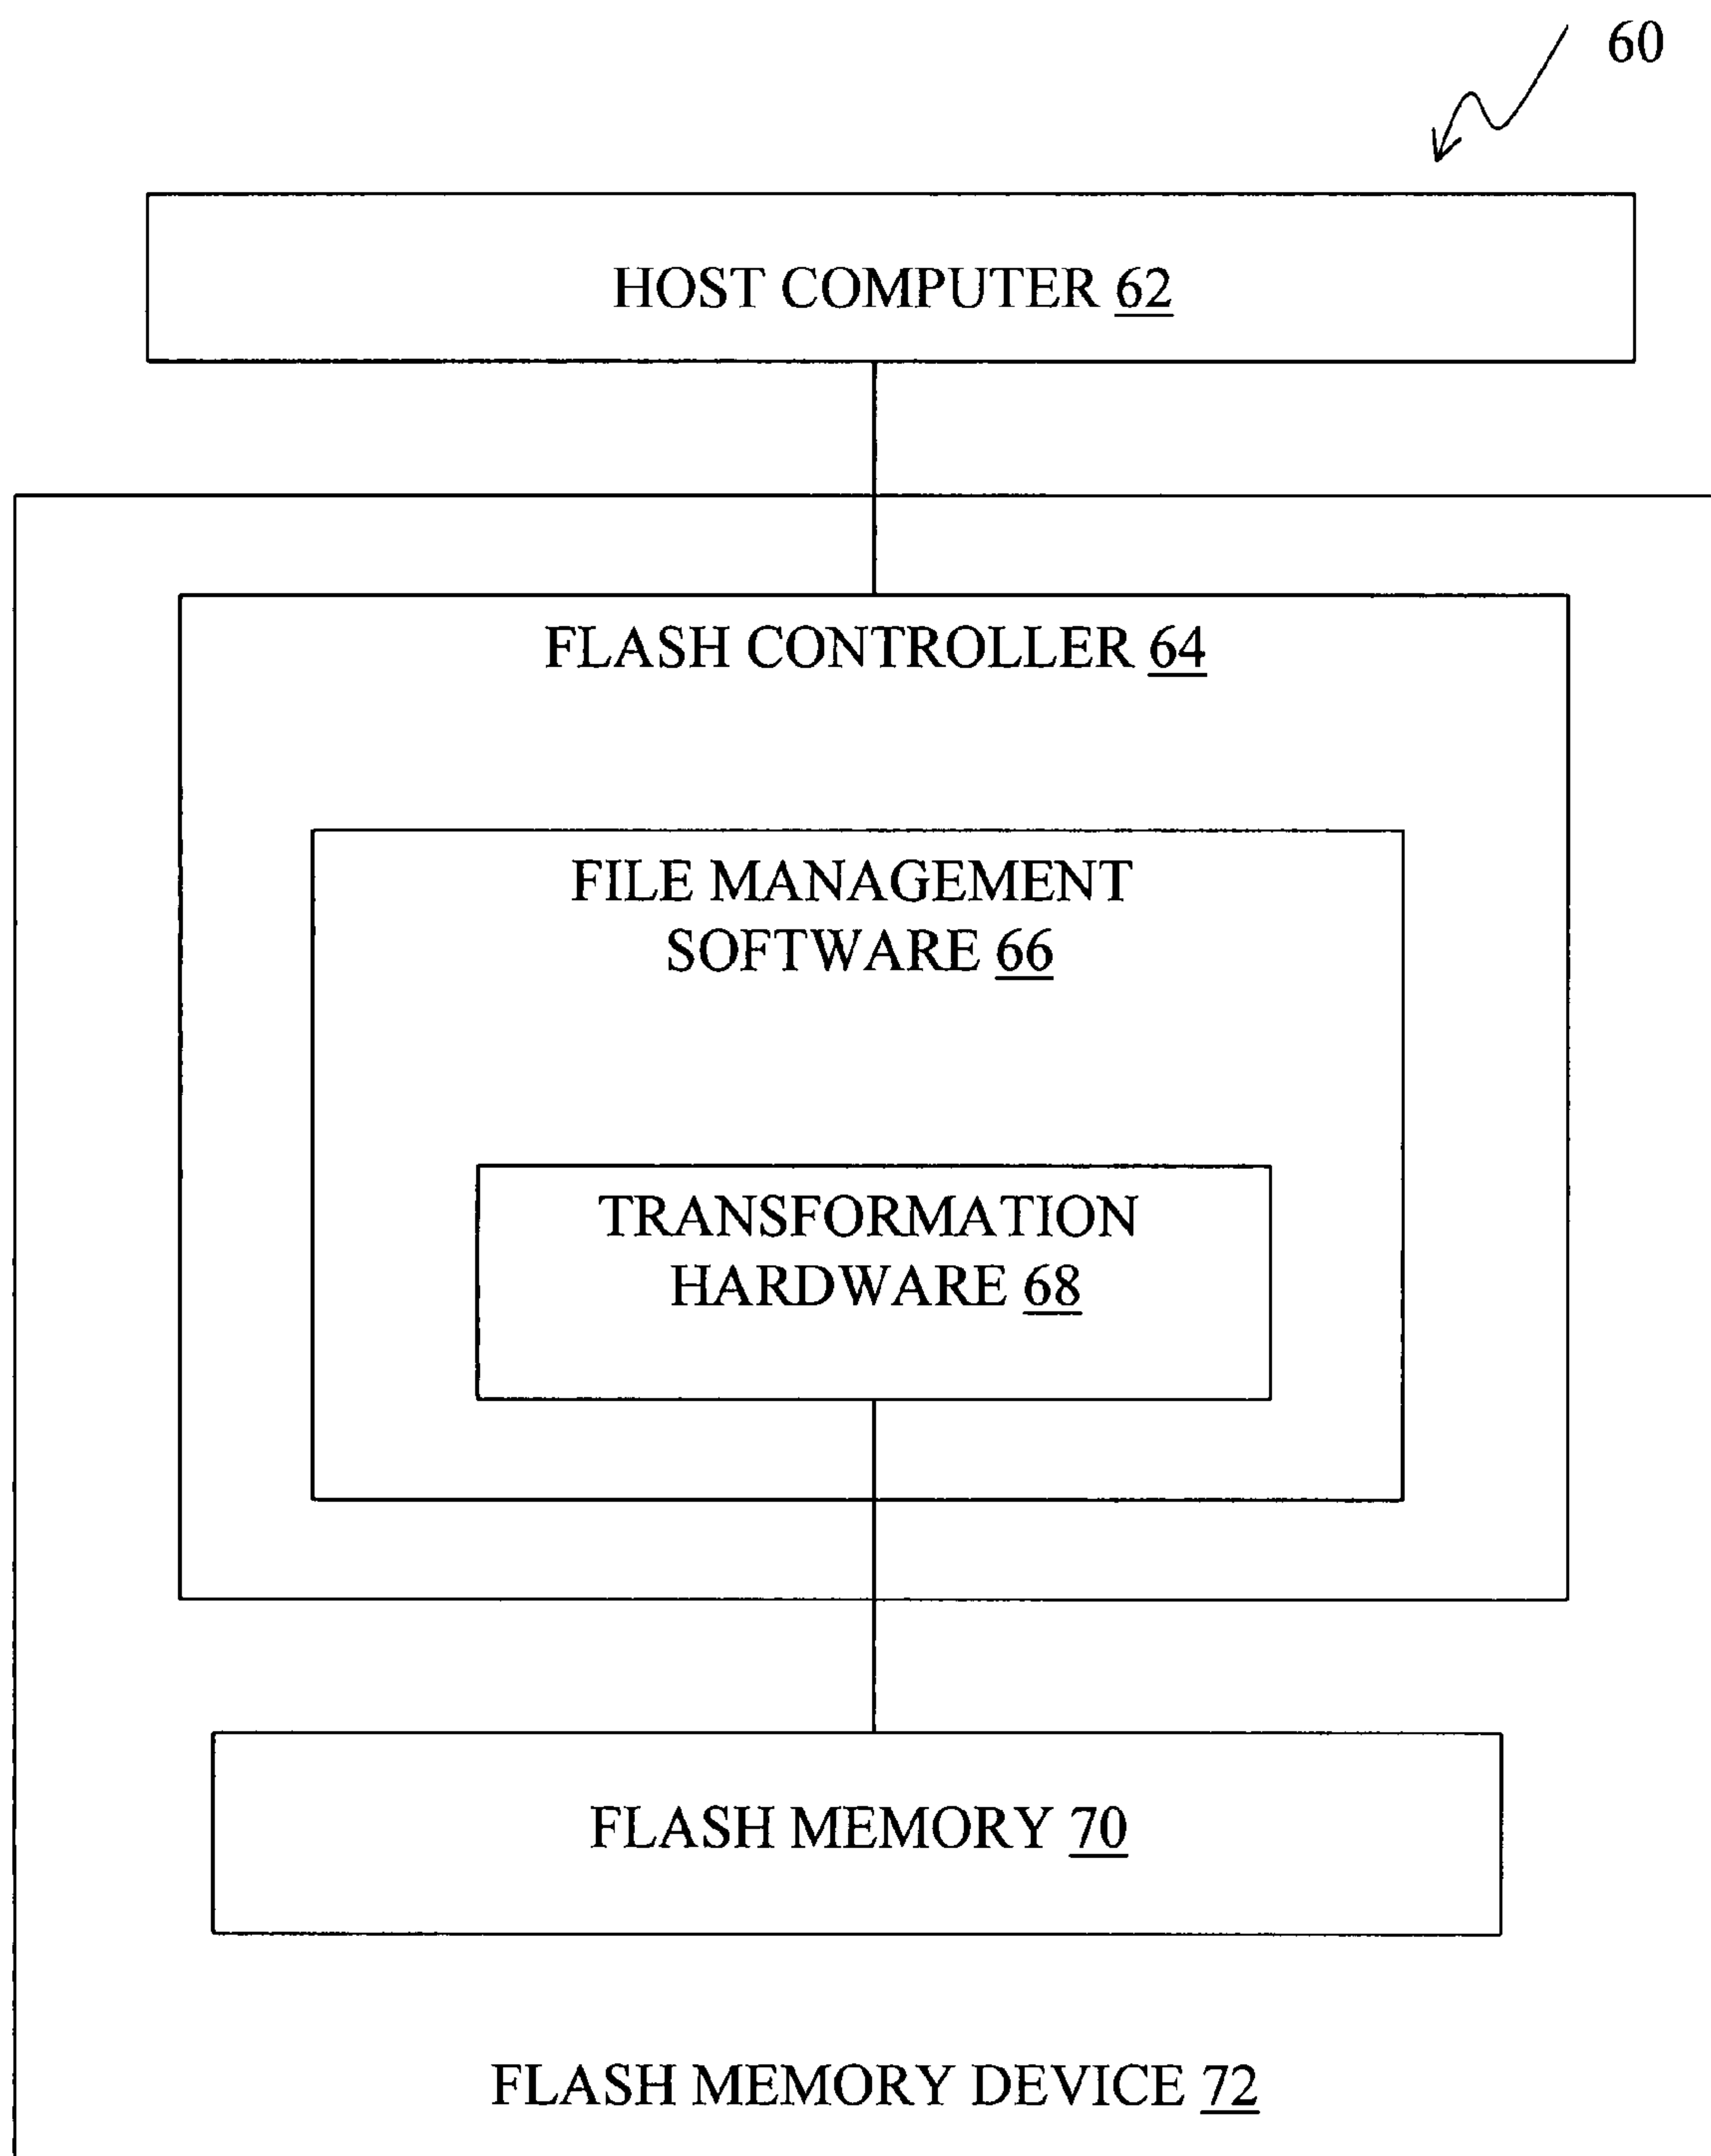 60
HOST COMPUTER 62
FLASH CONTROLLER 64
FILE MANAGEMENT
SOFTWARE 66
TRANSFORMATION
HARDWARE 68
FLASH MEMORY 70
FLASH MEMORY DEVICE 72